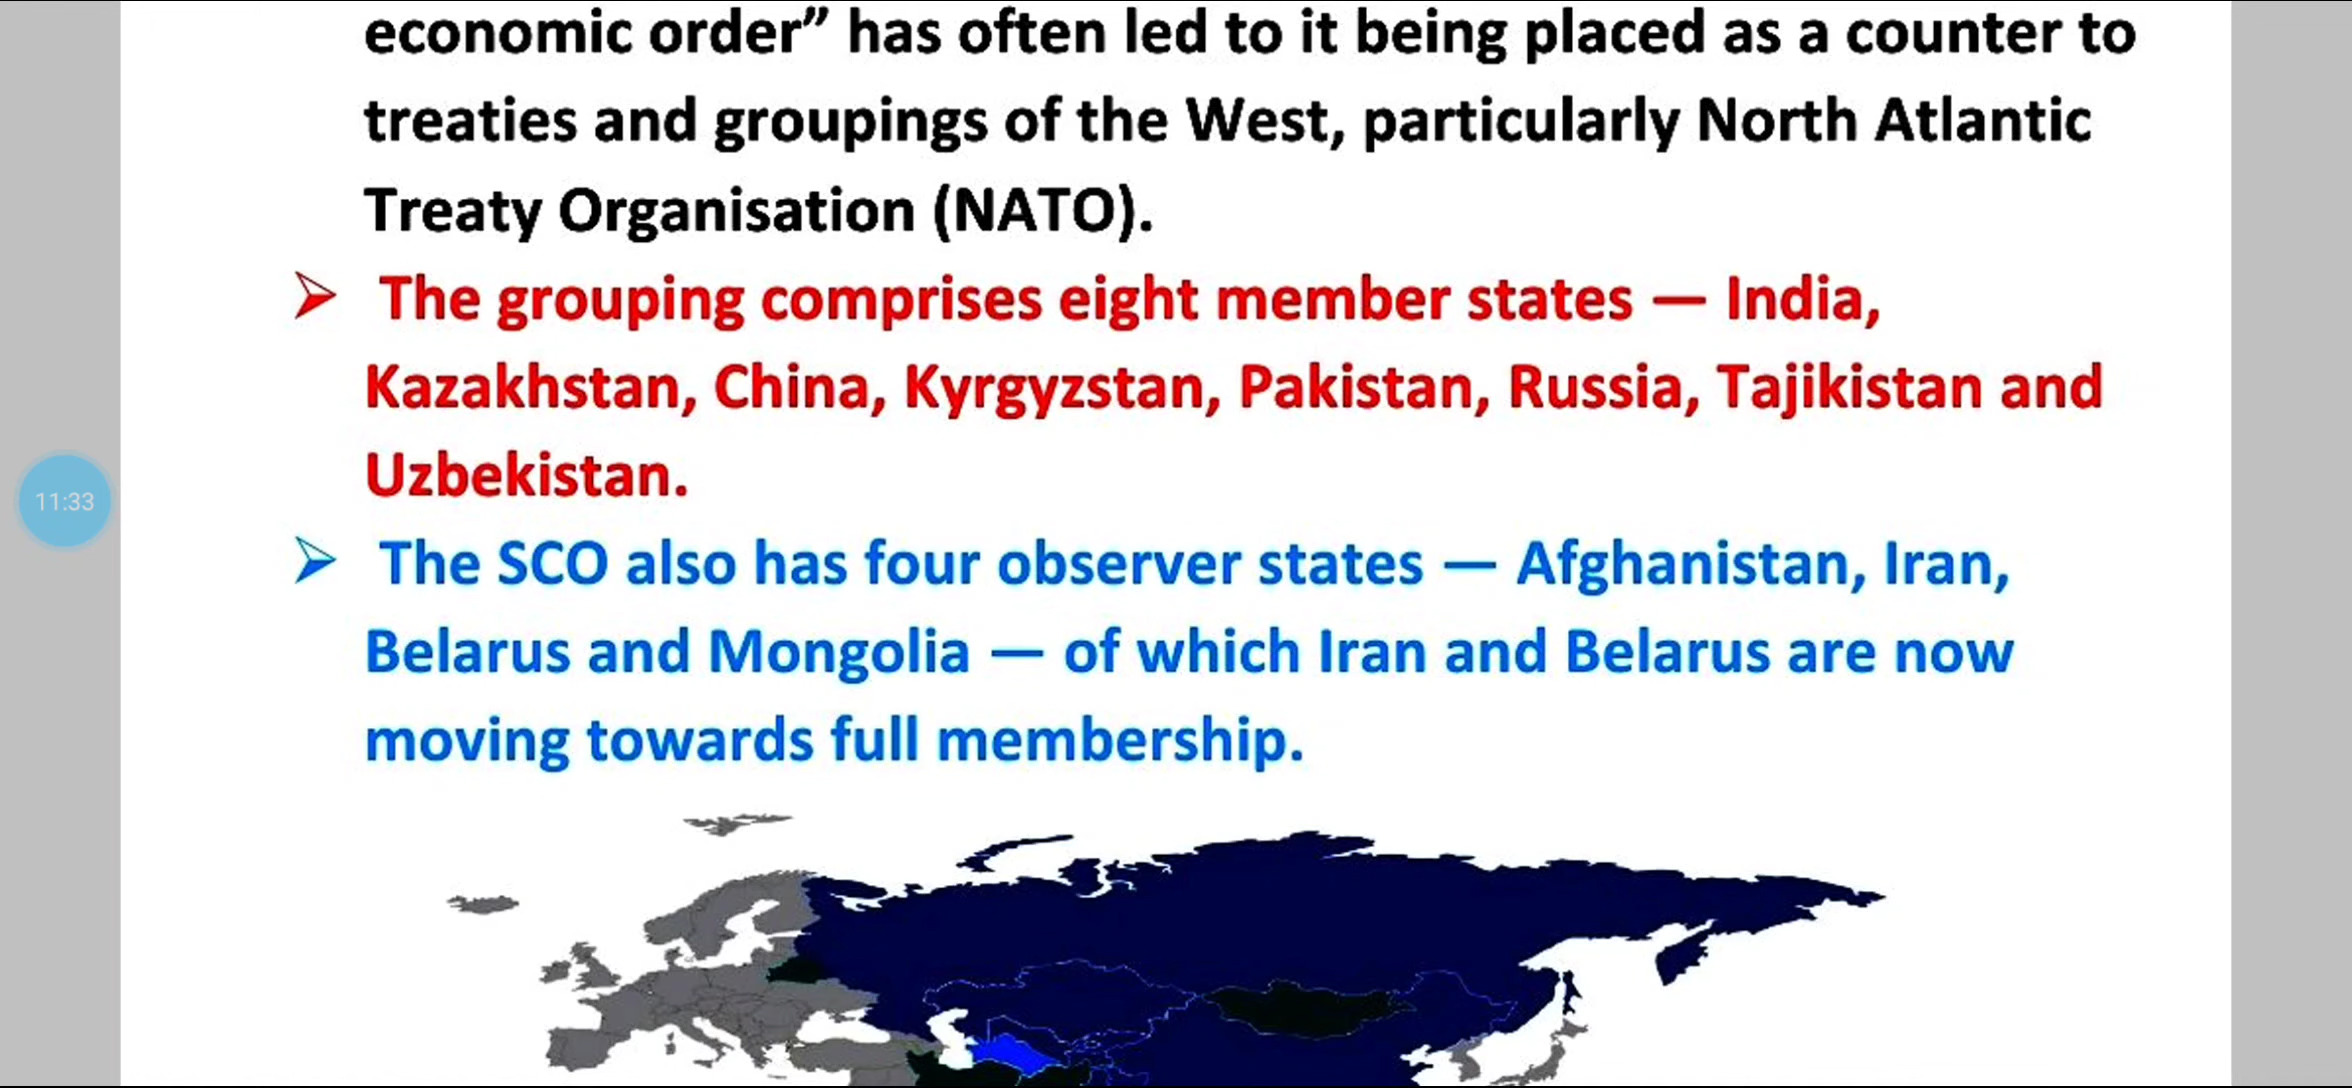 economic order” has often led to it being placed as a counter to
treaties and groupings of the West, particularly North Atlantic
Treaty Organisation (NATO).
➢ The grouping comprises eight member states — India,
Kazakhstan, China, Kyrgyzstan, Pakistan, Russia, Tajikistan and
Uzbekistan.
11:33
➢ The SCO also has four observer states — Afghanistan, Iran,
Belarus and Mongolia — of which Iran and Belarus are now
moving towards full membership.